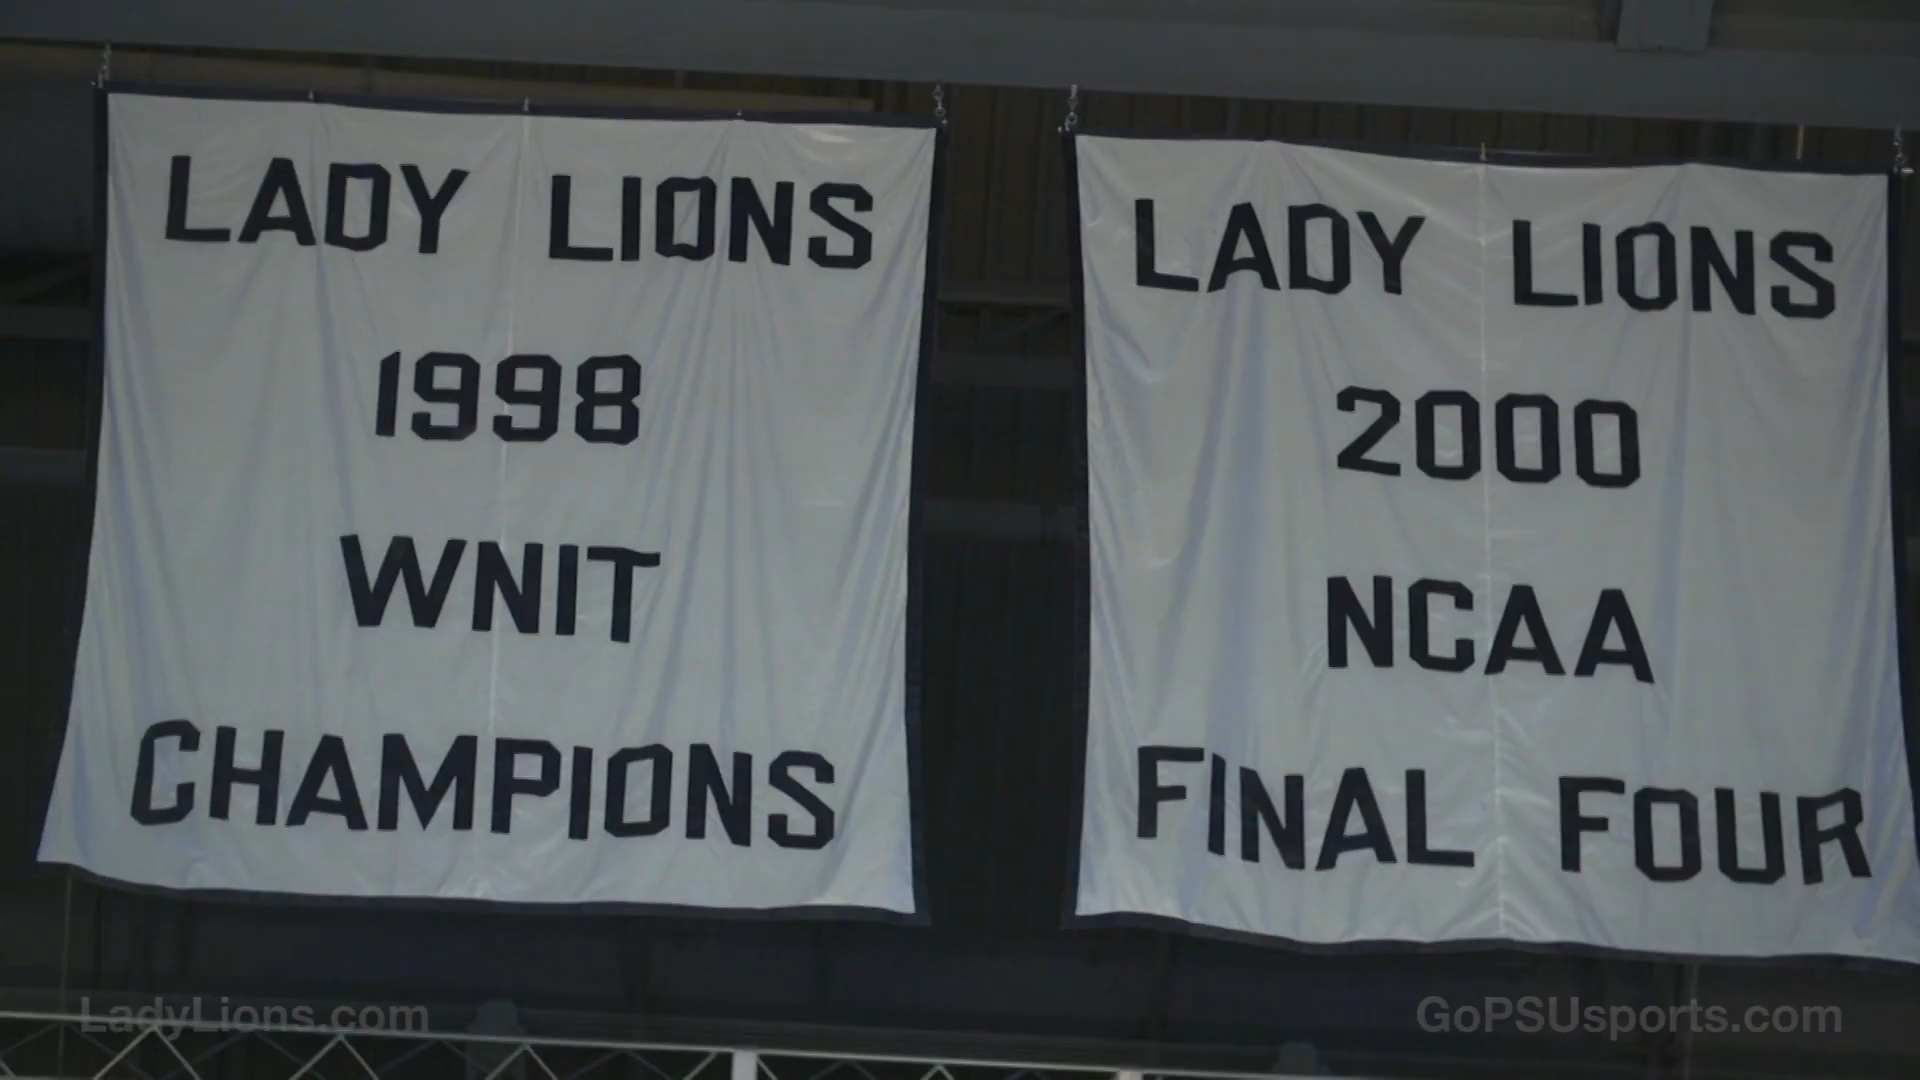 LADY LIONS
1998
WNIT
CHAMPIONS
LADY LIONS
2000
NCAA
FINAL FOUR
LadyLions.com
GoPSUsports.com